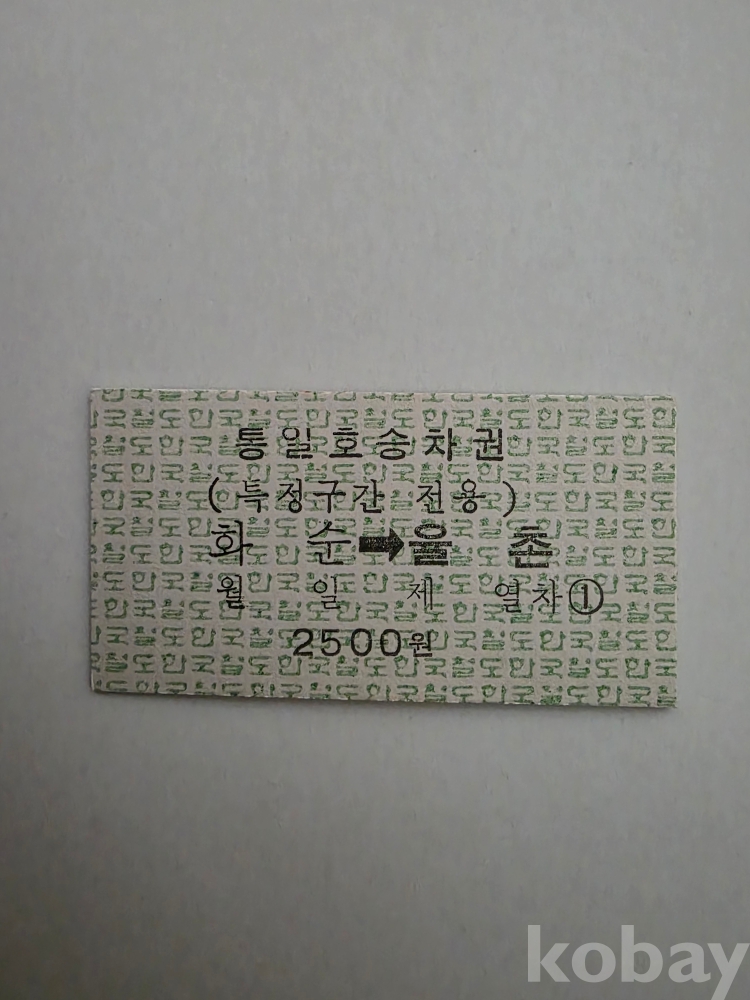 통일호승차권
(특정구간 전용)
화 순➡율 촌
월 일 제 열차①
2500원
kobay